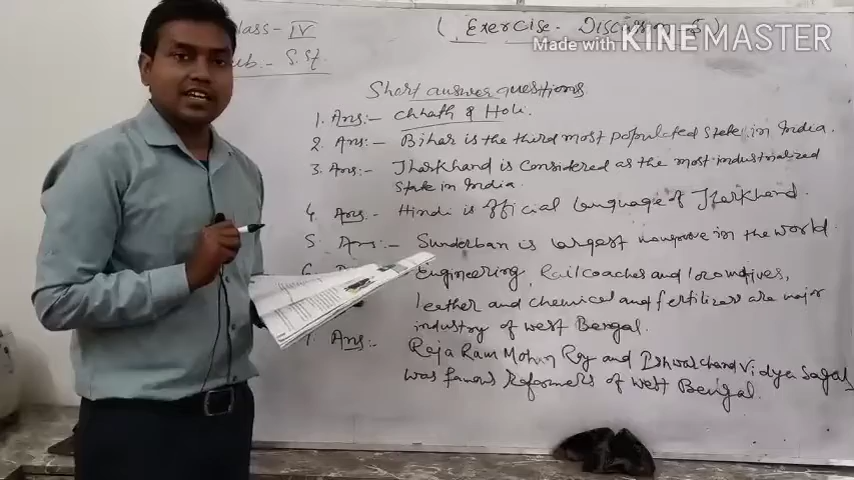 Class - IV
Sub. - S.St.
(Exercise - Discussion
Made with KINEMASTER
Short answer questions
1. Ans:- Chhath & Holi.
2. Ans:- Bihar is the third most populated state in India.
3. Ans:- Jharkhand is considered as the most industrialized
state in India.
4. Ans:- Hindi is official language of Jharkhand.
5. Ans:- Sunderban is largest mangrove in the world.
6.
Engineering, Rail coaches and locomotives,
leather and chemical and fertilizers are major
industry of West Bengal.
7. Ans:- Raja Ram Mohan Roy and Ishwar chand Vidya Sagar
was famous Reformers of West Bengal.